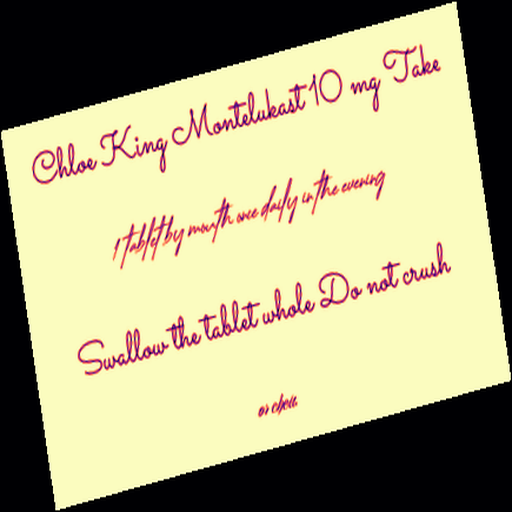 Chloe King Montelukast 10 mg Take
1 tablet by mouth once daily in the evening
Swallow the tablet whole Do not crush
or chew.